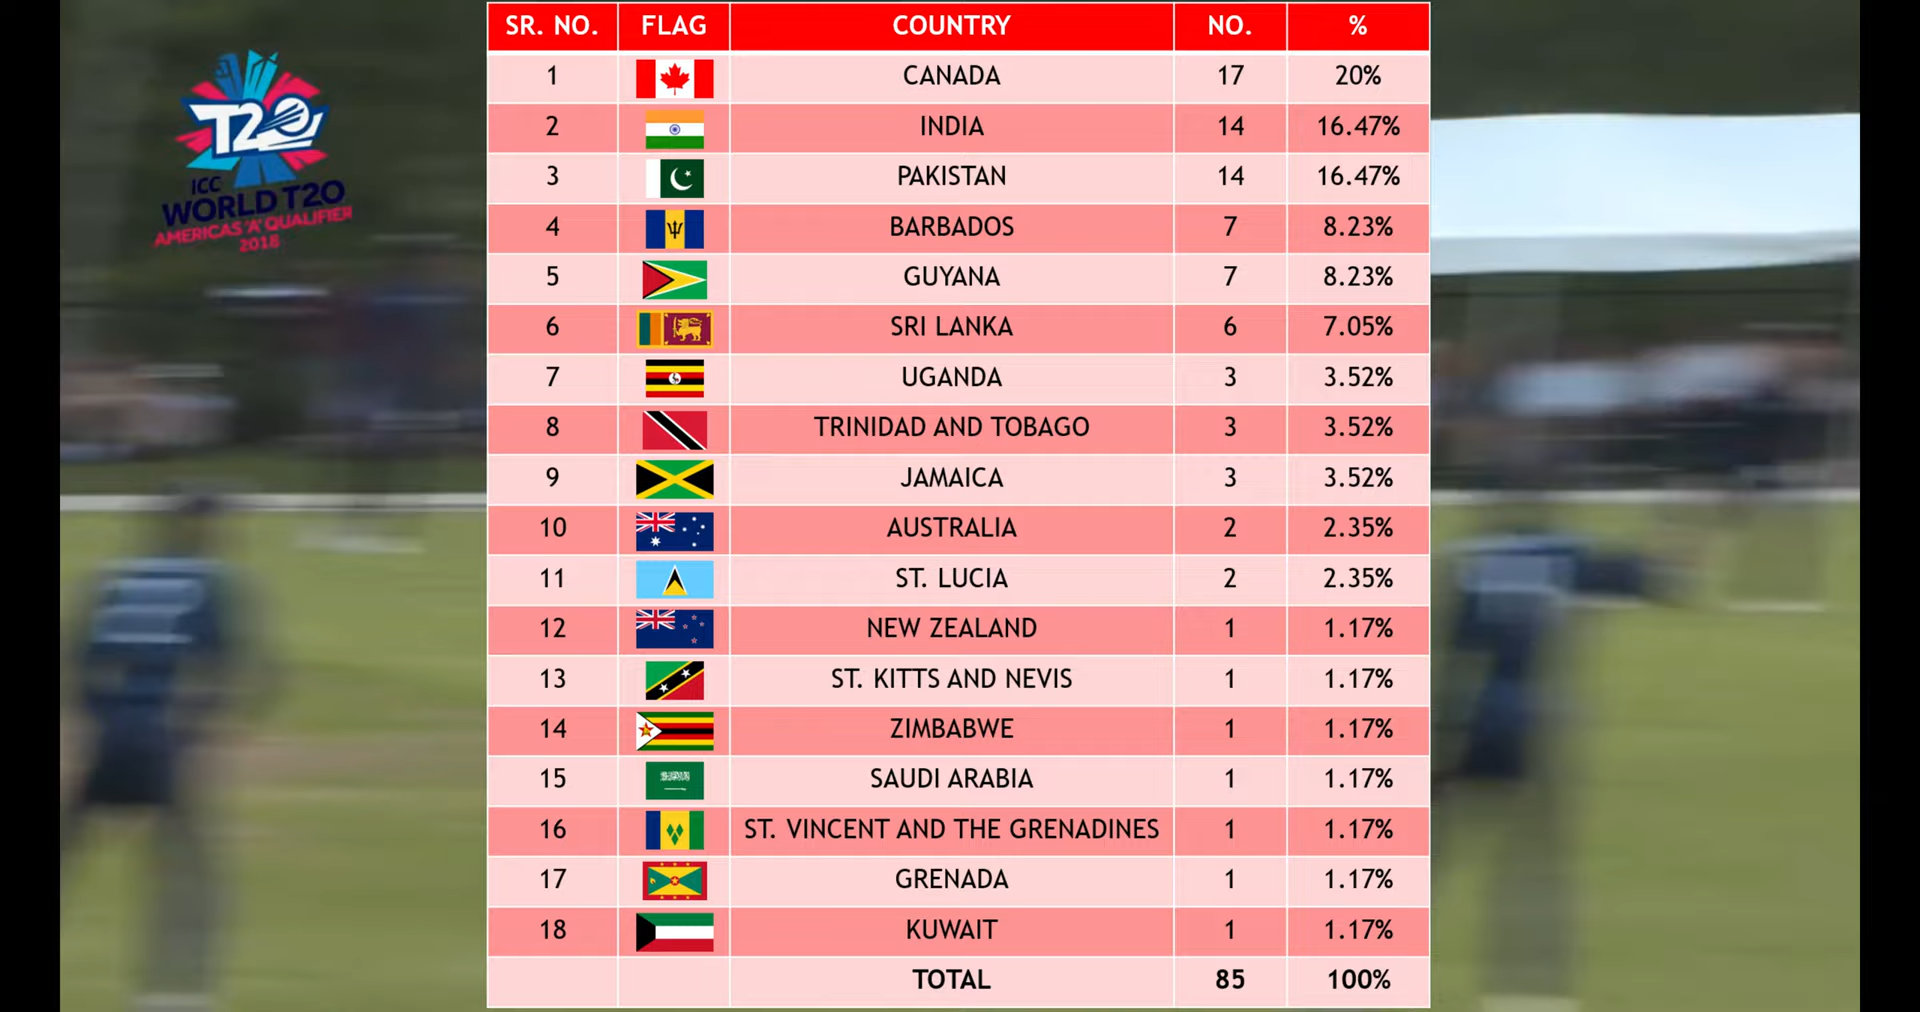 T20
ICC
WORLD T20
AMERICAS 'A' QUALIFIER
2018
SR. NO. FLAG COUNTRY NO. %
1 CANADA 17 20%
2 INDIA 14 16.47%
3 PAKISTAN 14 16.47%
4 BARBADOS 7 8.23%
5 GUYANA 7 8.23%
6 SRI LANKA 6 7.05%
7 UGANDA 3 3.52%
8 TRINIDAD AND TOBAGO 3 3.52%
9 JAMAICA 3 3.52%
10 AUSTRALIA 2 2.35%
11 ST. LUCIA 2 2.35%
12 NEW ZEALAND 1 1.17%
13 ST. KITTS AND NEVIS 1 1.17%
14 ZIMBABWE 1 1.17%
15 SAUDI ARABIA 1 1.17%
16 ST. VINCENT AND THE GRENADINES 1 1.17%
17 GRENADA 1 1.17%
18 KUWAIT 1 1.17%
TOTAL 85 100%